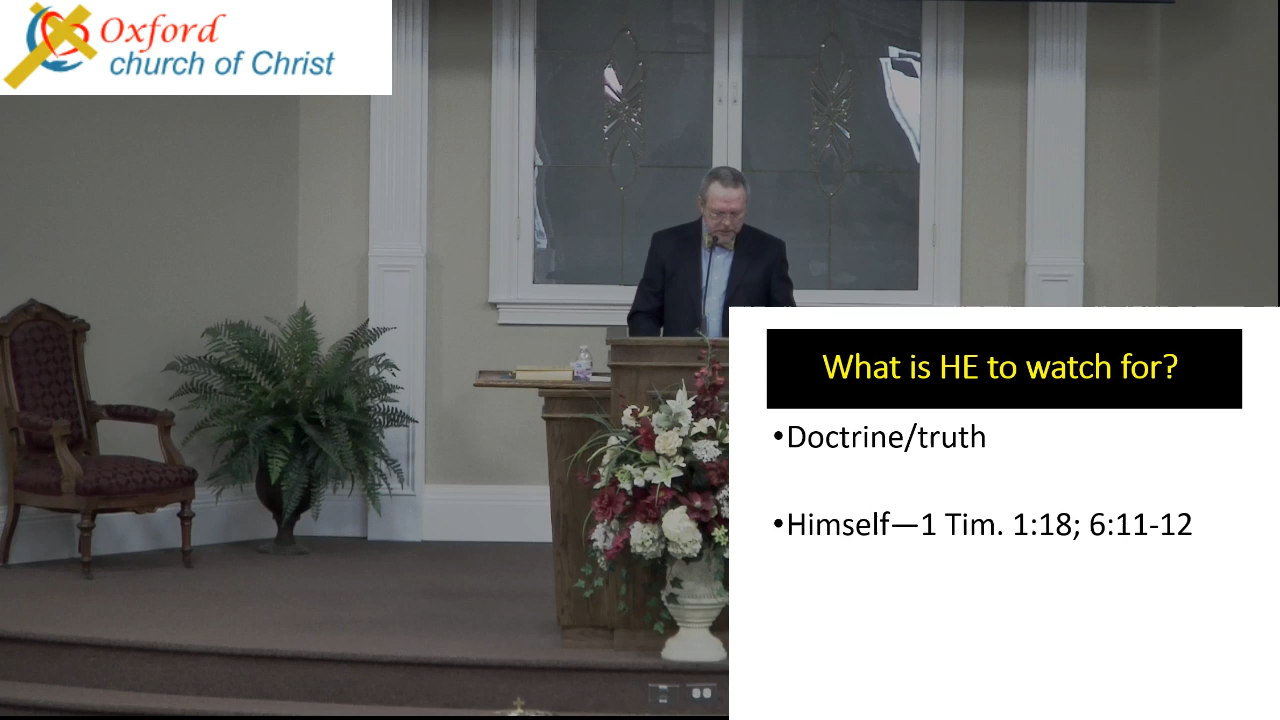 Oxford
church of Christ
What is HE to watch for?
•Doctrine/truth
•Himself—1 Tim. 1:18; 6:11-12